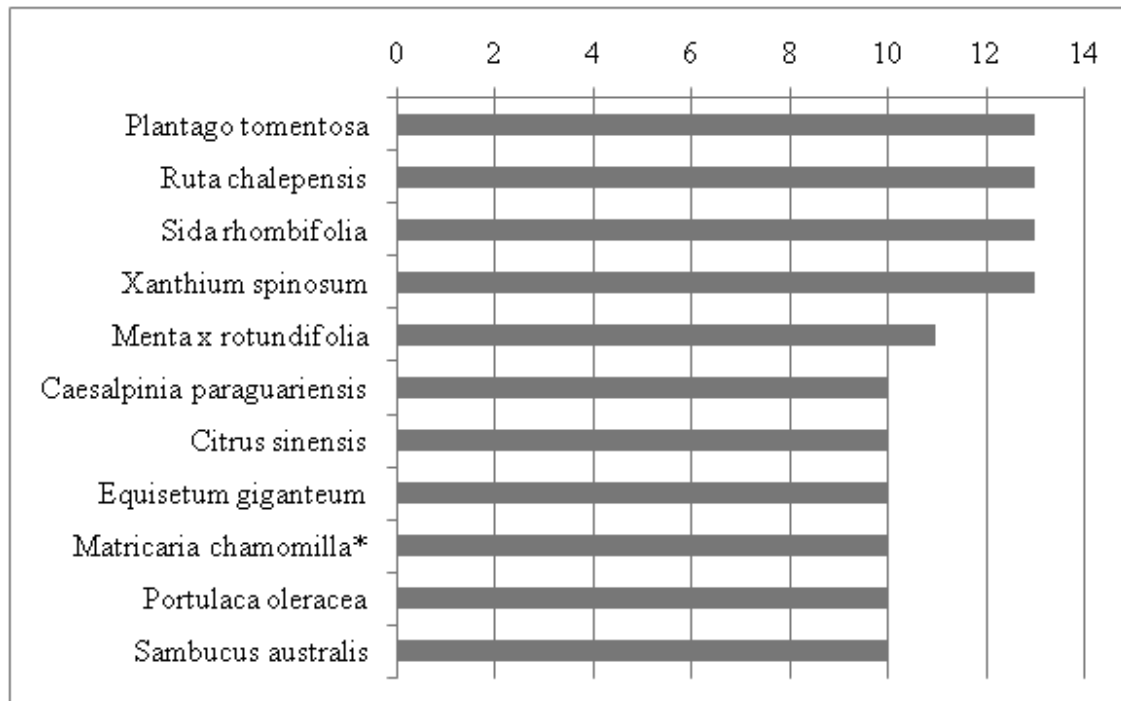 0 2 4 6 8 10 12 14
Plantago tomentosa
Ruta chalepensis
Sida rhombifolia
Xanthium spinosum
Menta x rotundifolia
Caesalpinia paraguariensis
Citrus sinensis
Equisetum giganteum
Matricaria chamomilla*
Portulaca oleracea
Sambucus australis